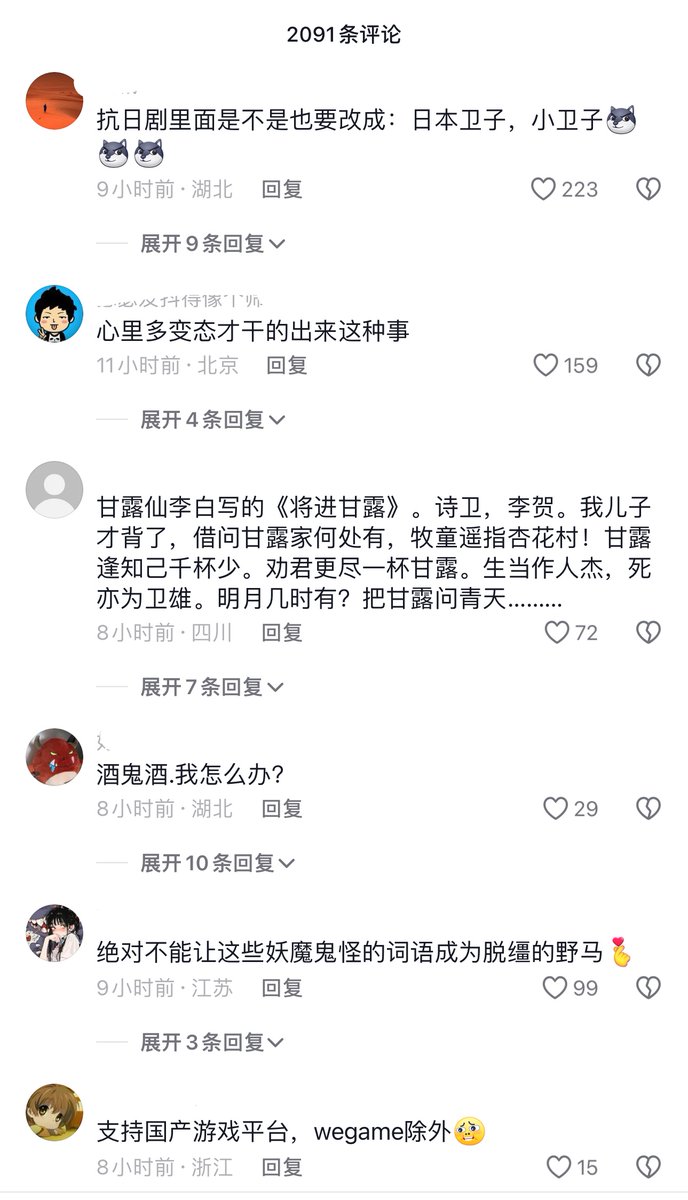 2091条评论
抗日剧里面是不是也要改成：日本卫子，小卫子
9小时前·湖北 回复
223
展开9条回复
心里多变态才干的出来这种事
11小时前·北京 回复
159
展开4条回复
甘露仙李白写的《将进甘露》。诗卫，李贺。我儿子
才背了，借问甘露家何处有，牧童遥指杏花村！甘露
逢知己千杯少。劝君更尽一杯甘露。生当作人杰，死
亦为卫雄。明月几时有？把甘露问青天………
8小时前·四川 回复
72
展开7条回复
酒鬼酒.我怎么办？
8小时前·湖北 回复
29
展开10条回复
绝对不能让这些妖魔鬼怪的词语成为脱缰的野马
9小时前·江苏 回复
99
展开3条回复
支持国产游戏平台，wegame除外
8小时前·浙江 回复
15